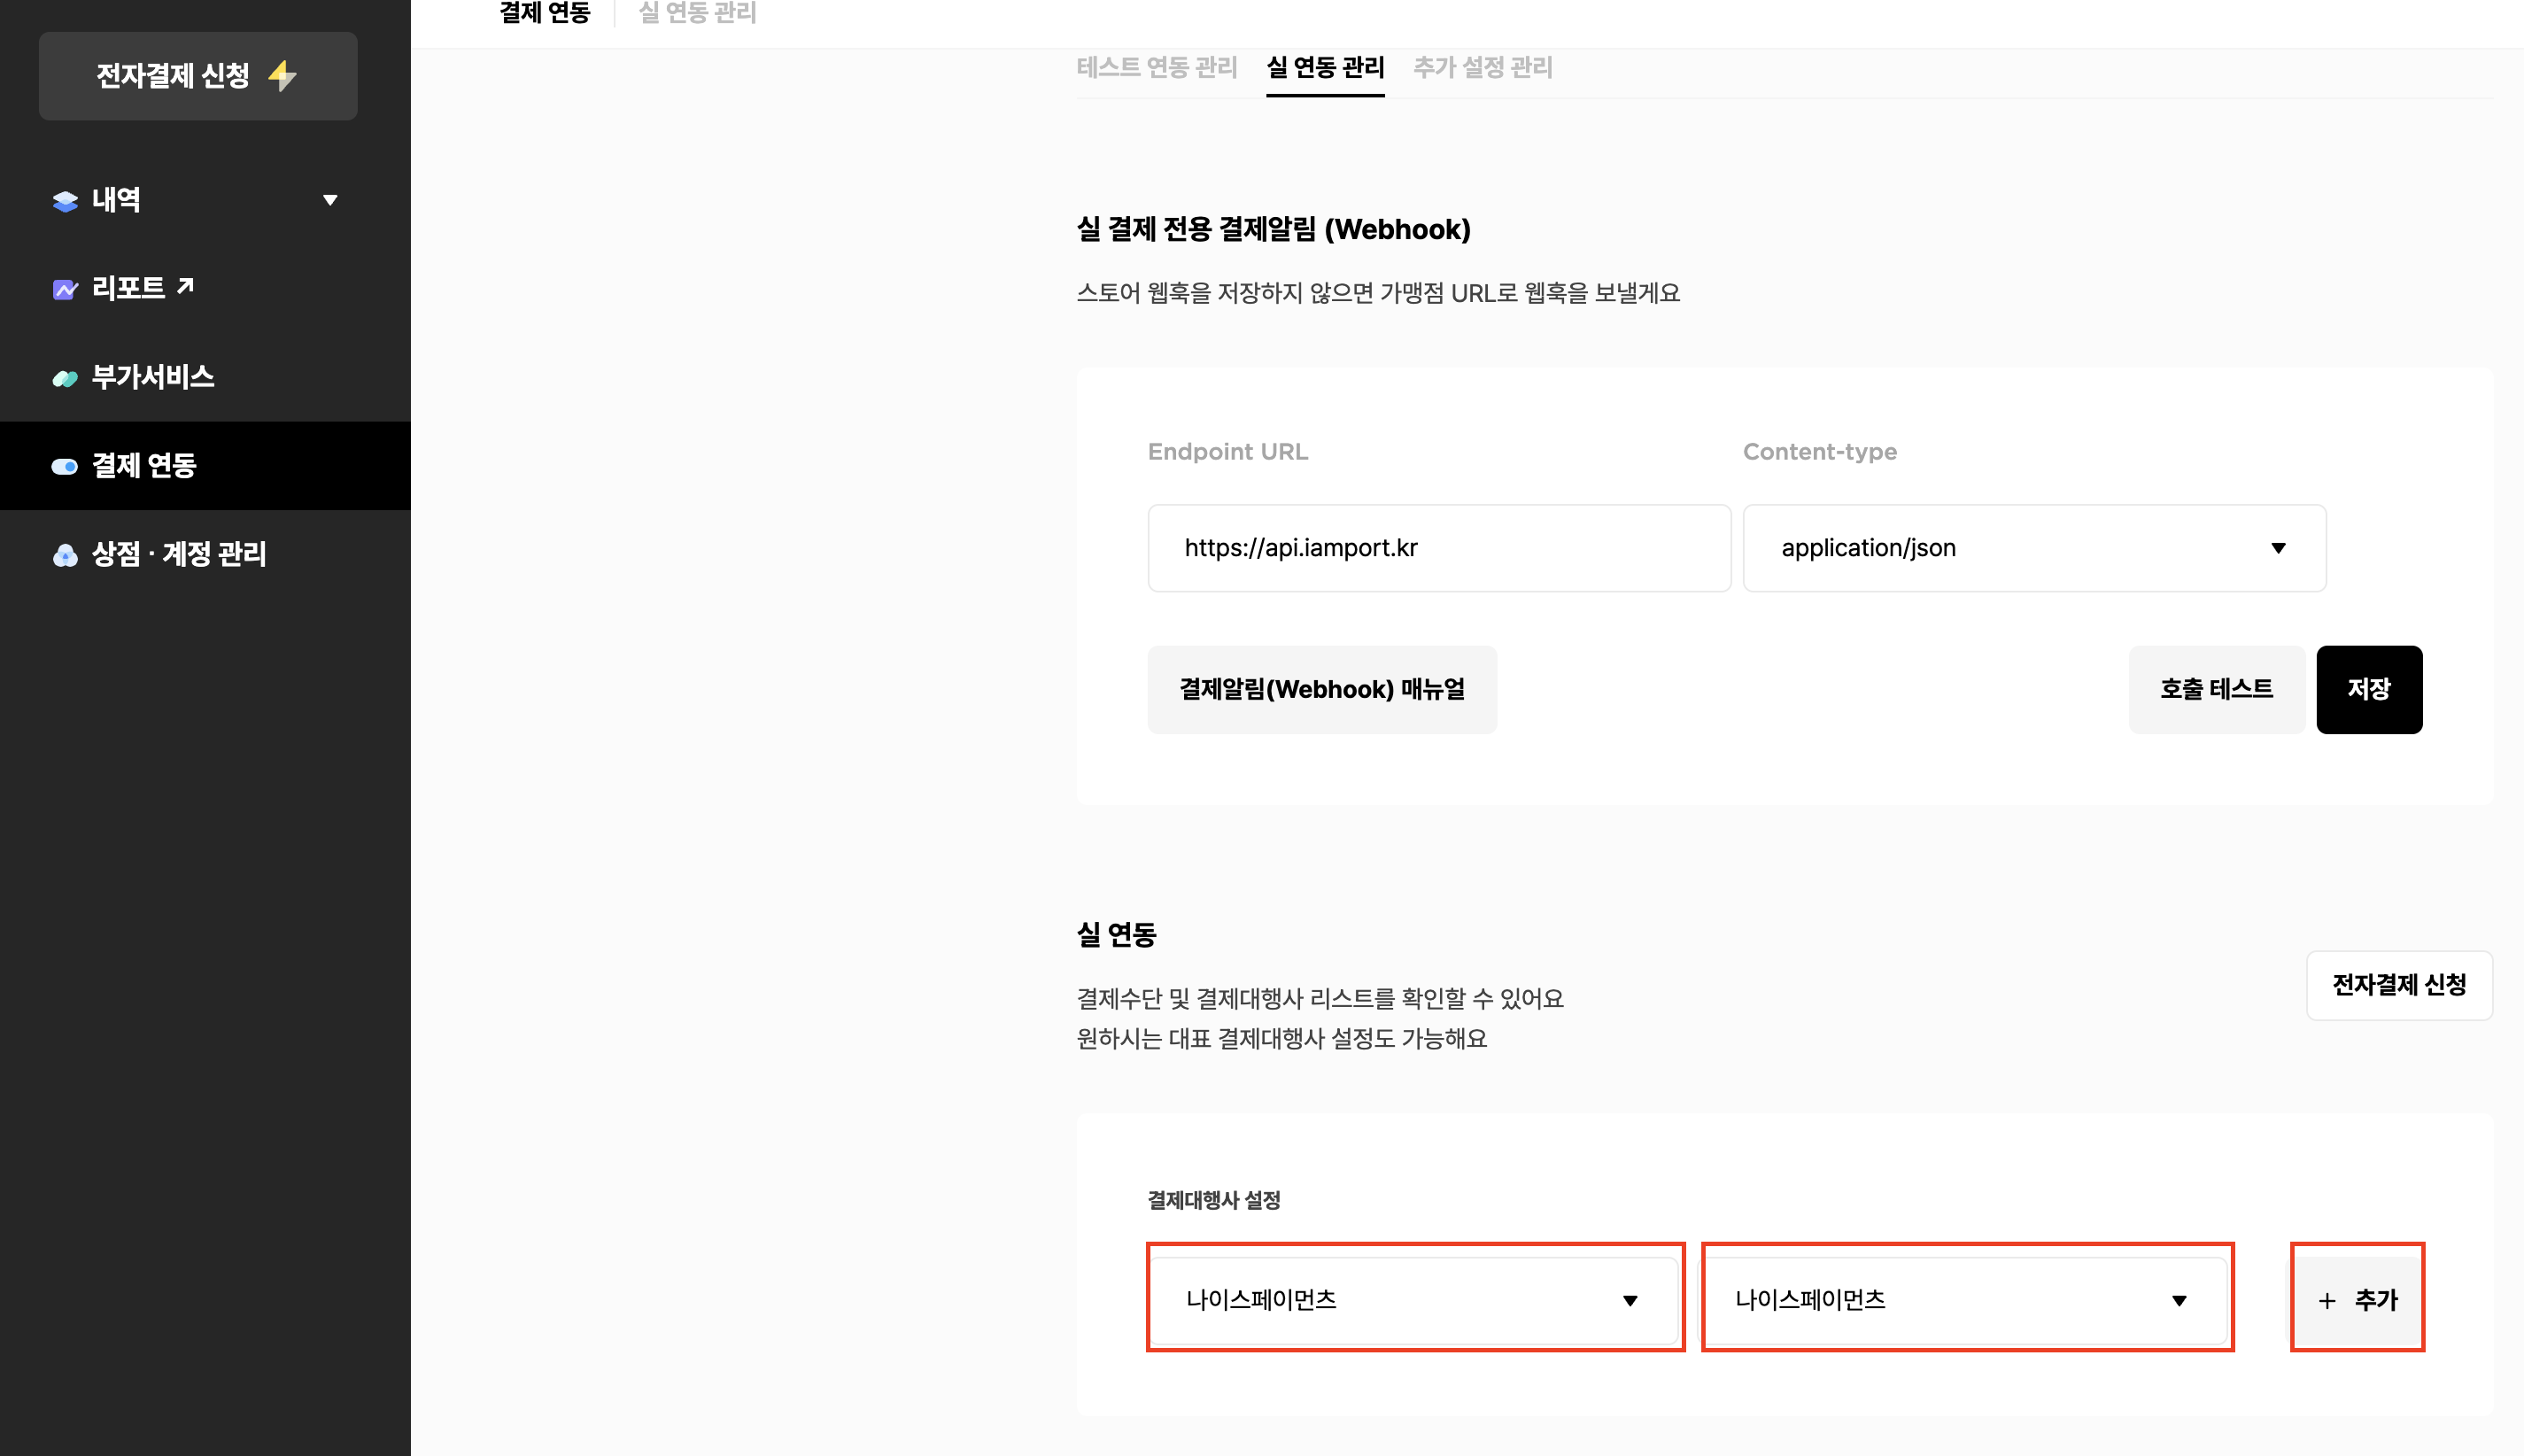 전자결제 신청
내역
리포트
부가서비스
결제 연동
상점 · 계정 관리
결제 연동
실 연동 관리
테스트 연동 관리
실 연동 관리
추가 설정 관리
실 결제 전용 결제알림 (Webhook)
스토어 웹훅을 저장하지 않으면 가맹점 URL로 웹훅을 보낼게요
Endpoint URL
Content-type
https://api.iamport.kr
application/json
결제알림(Webhook) 매뉴얼
호출 테스트
저장
실 연동
결제수단 및 결제대행사 리스트를 확인할 수 있어요
원하시는 대표 결제대행사 설정도 가능해요
전자결제 신청
결제대행사 설정
나이스페이먼츠
나이스페이먼츠
+ 추가